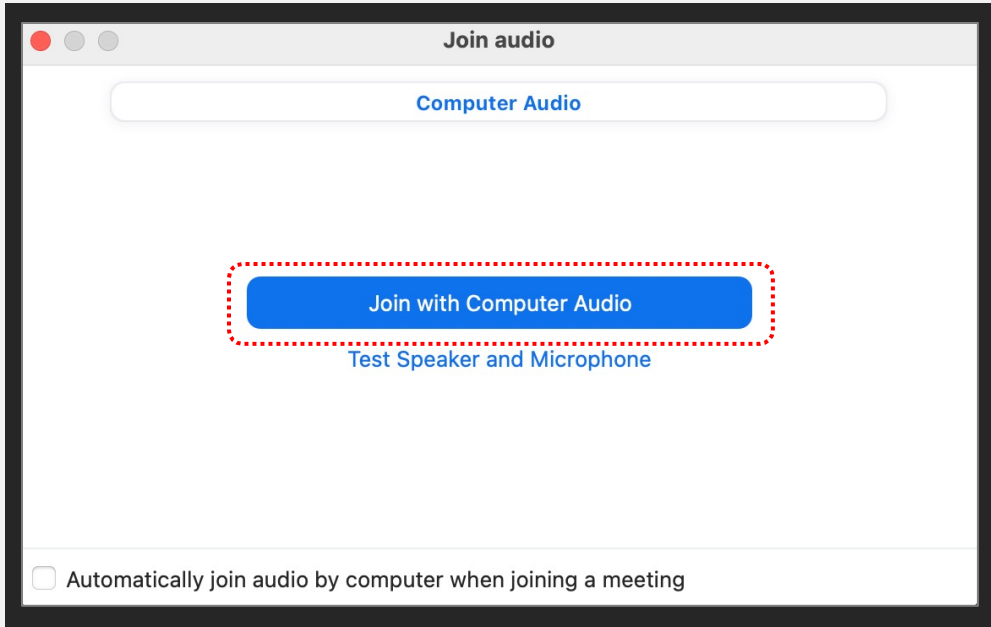 Join audio
Computer Audio
Join with Computer Audio
Test Speaker and Microphone
Automatically join audio by computer when joining a meeting